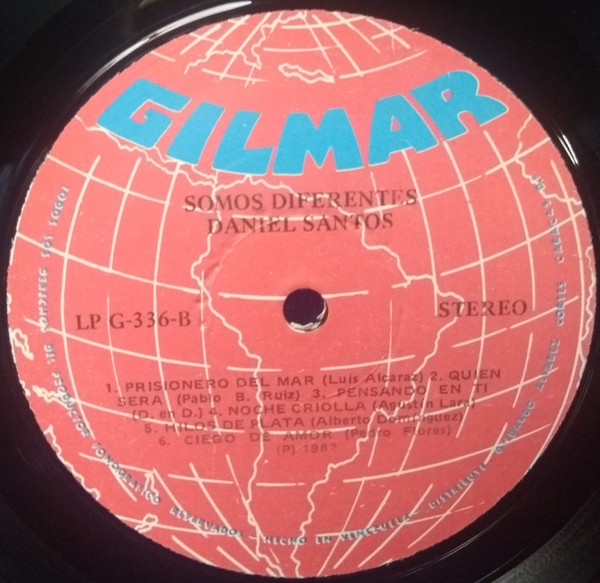 GILMAR
SOMOS DIFERENTES
DANIEL SANTOS
LP G-336-B
STEREO
1. PRISIONERO DEL MAR (Luis Alcaraz) 2. QUIEN
SERA (Pablo B. Ruiz) 3. PENSANDO EN TI
(D. en D.) 4. NOCHE CRIOLLA (Agustín Lara)
5. HILOS DE PLATA (Alberto Domínguez)
6. CIEGO DE AMOR (Pedro Flores)
(P) 1982
FONOGRAFICO RESERVADOS - HECHO EN VENEZUELA - DISTRIBUYE